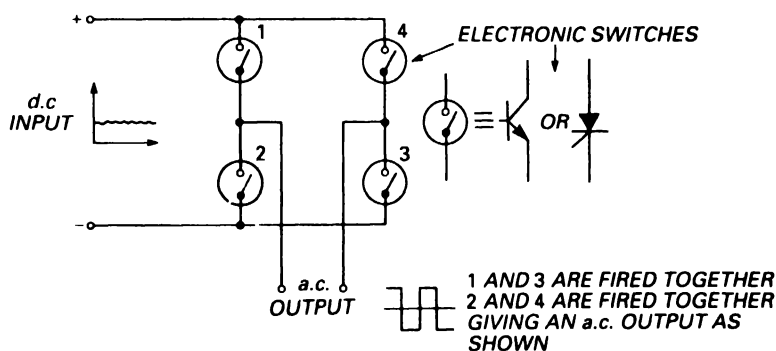 +
1
4
ELECTRONIC SWITCHES
d.c
INPUT
≡
OR
2
3
-
a.c.
OUTPUT
1 AND 3 ARE FIRED TOGETHER
2 AND 4 ARE FIRED TOGETHER
GIVING AN a.c. OUTPUT AS
SHOWN